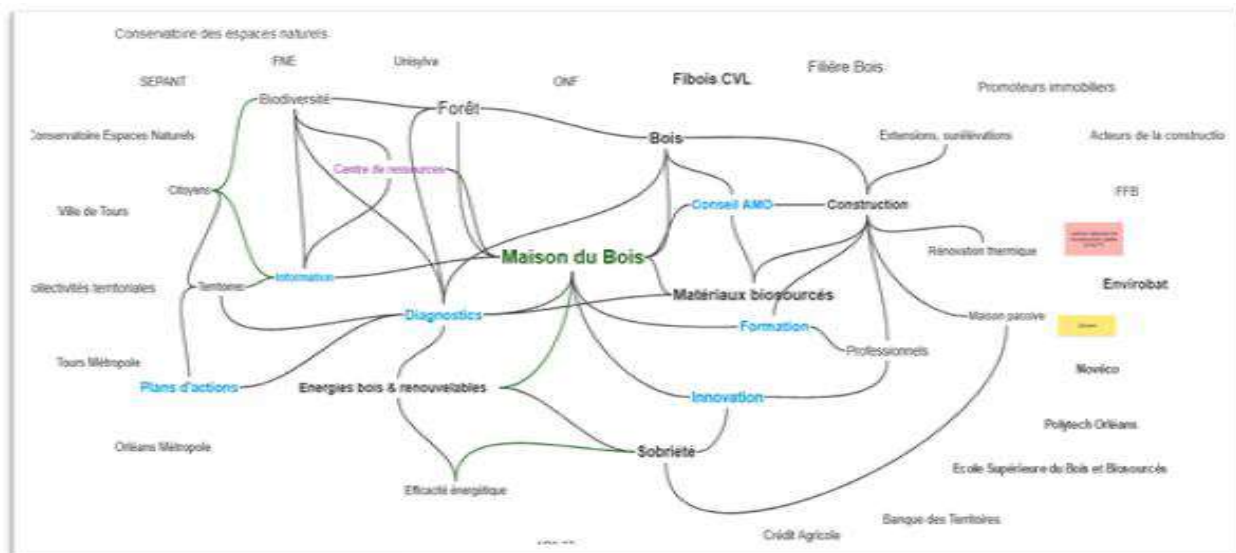 Conservatoire des espaces naturels
FNE
Unisylva
ONF
Fibois CVL
Filière Bois
SEPANT
Promoteurs immobiliers
Biodiversité
Forêt
Conservatoire Espaces Naturels
Bois
Extensions, surélévations
Acteurs de la constructio
Centre de ressources
Citoyens
Conseil AMO
Construction
FFB
Ville de Tours
Maison du Bois
Rénovation thermique
Information
Territoires
ollectivités territoriales
Matériaux biosourcés
Envirobat
Diagnostics
Formation
Maison passive
Professionnels
Tours Métropole
Plans d'actions
Energies bois & renouvelables
Innovation
Novéco
Polytech Orléans
Orléans Métropole
Sobriété
Ecole Supérieure du Bois et Biosourcés
Efficacité énergétique
Banque des Territoires
Crédit Agricole